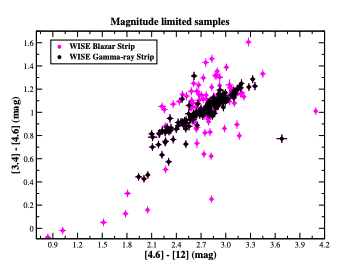 Magnitude limited samples
WISE Blazar Strip
WISE Gamma-ray Strip
1.6
1.4
1.2
1
0.8
0.6
0.4
0.2
0
[3.4] - [4.6] (mag)
0.9 1.2 1.5 1.8 2.1 2.4 2.7 3.0 3.3 3.6 3.9 4.2
[4.6] - [12] (mag)